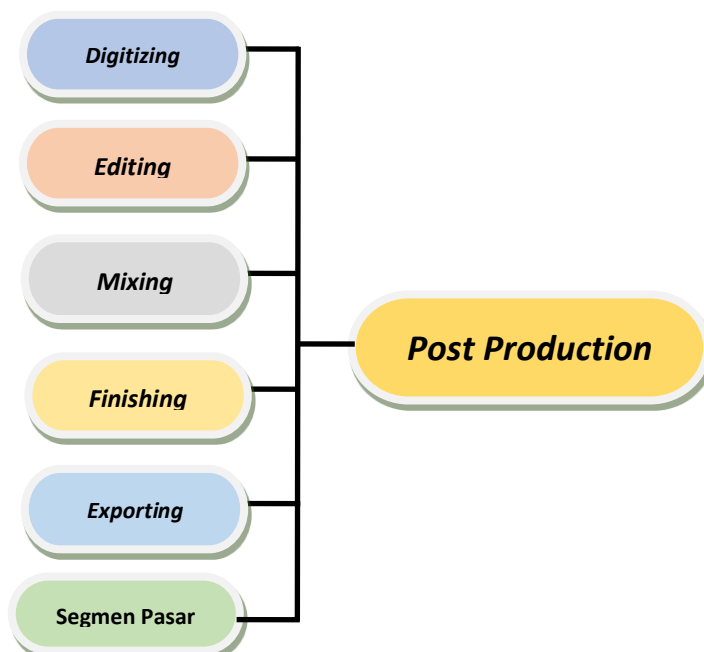 Digitizing
Editing
Mixing
Post Production
Finishing
Exporting
Segmen Pasar